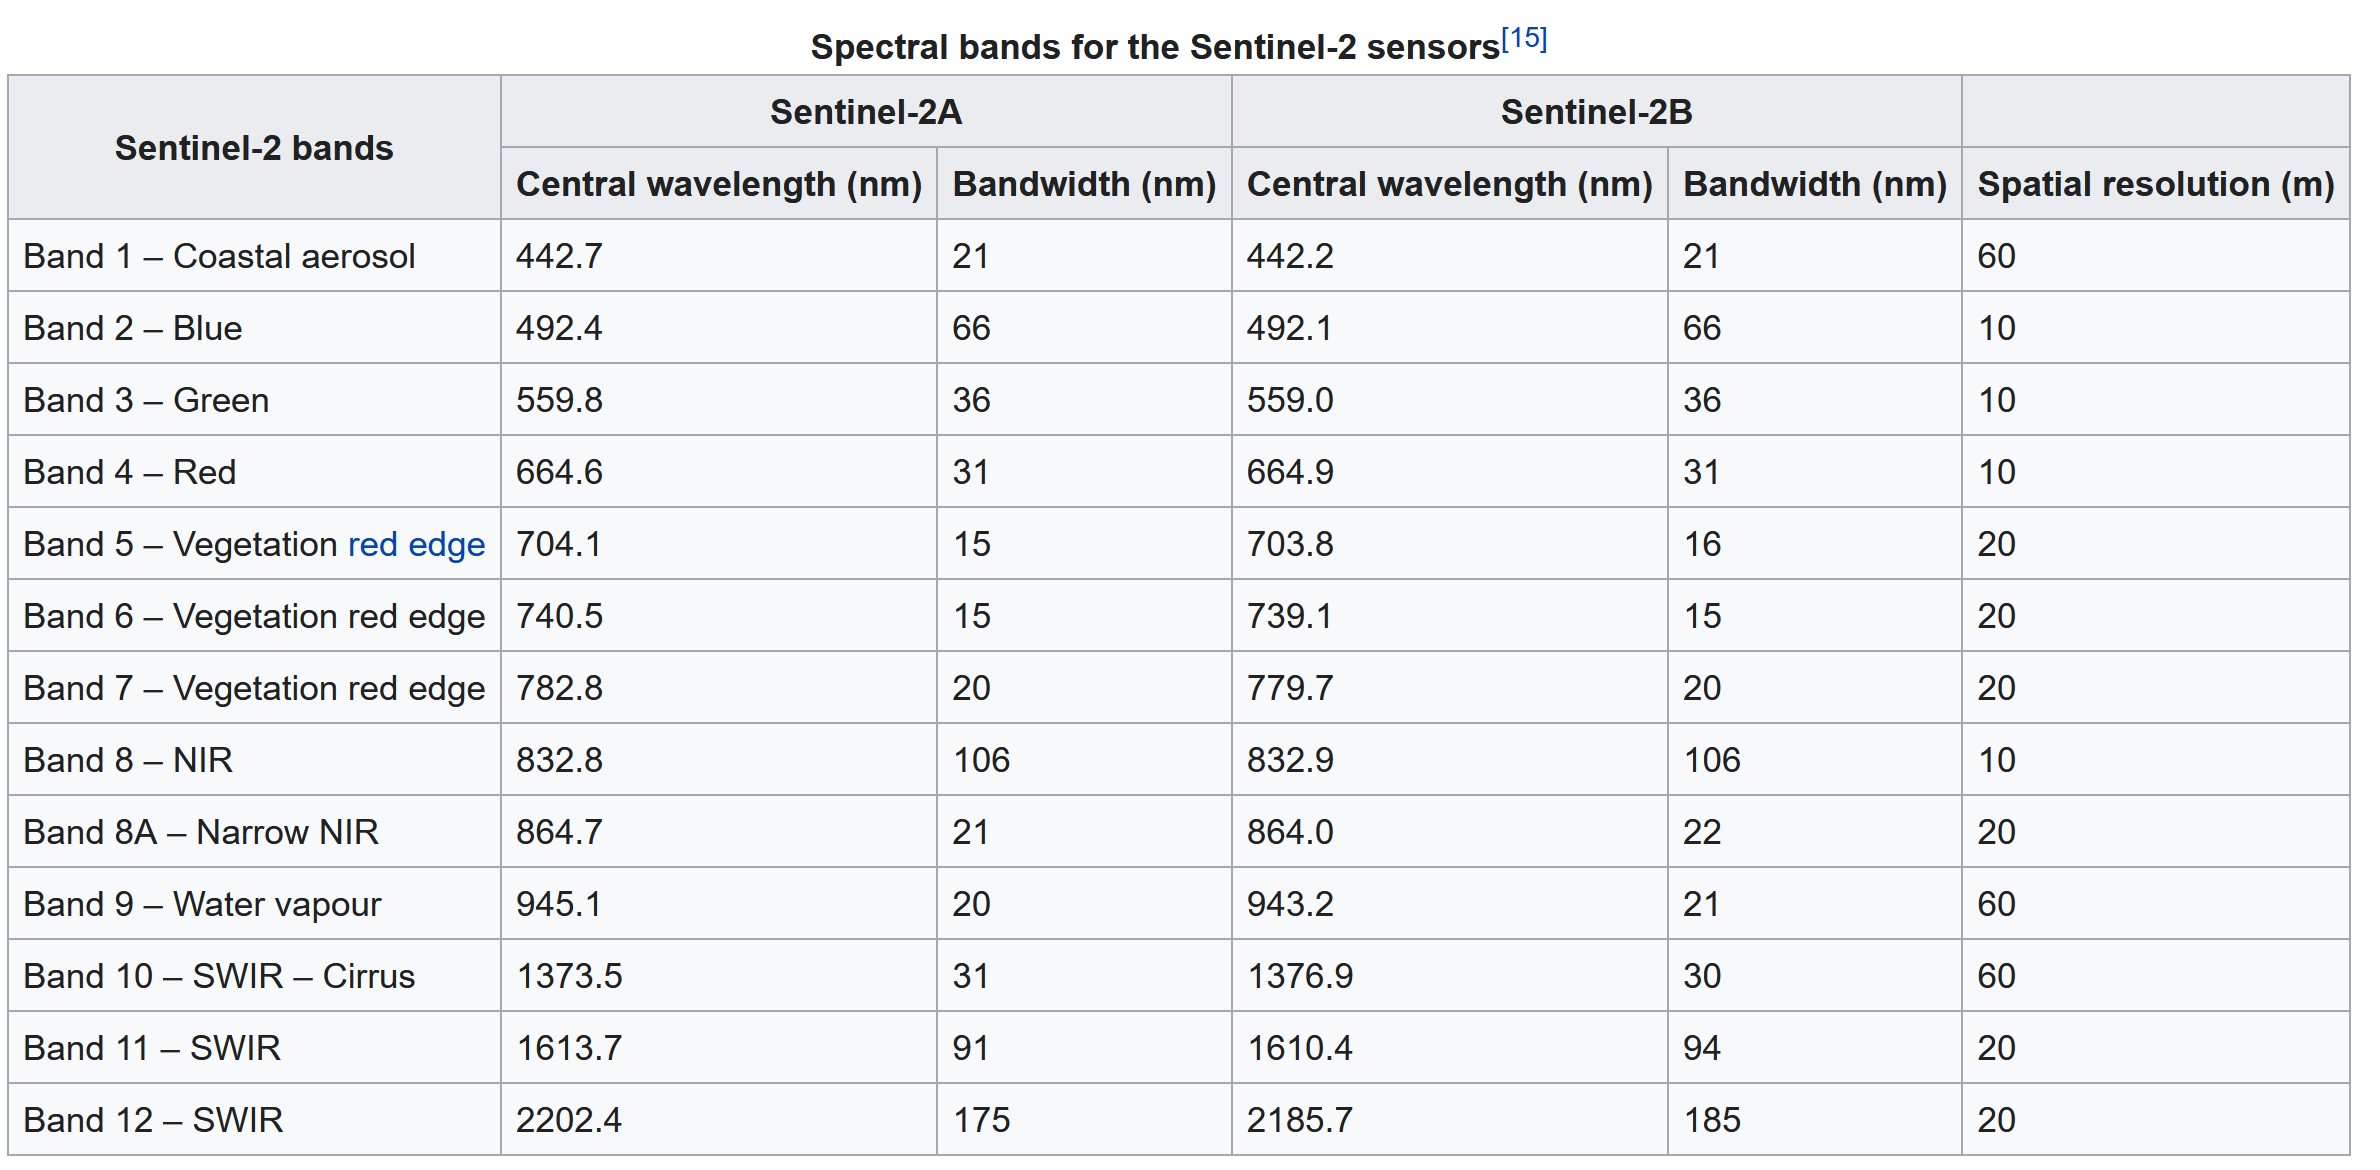 Spectral bands for the Sentinel-2 sensors[15]
Sentinel-2 bands Sentinel-2A Sentinel-2B
Central wavelength (nm) Bandwidth (nm) Central wavelength (nm) Bandwidth (nm) Spatial resolution (m)
Band 1 – Coastal aerosol 442.7 21 442.2 21 60
Band 2 – Blue 492.4 66 492.1 66 10
Band 3 – Green 559.8 36 559.0 36 10
Band 4 – Red 664.6 31 664.9 31 10
Band 5 – Vegetation red edge 704.1 15 703.8 16 20
Band 6 – Vegetation red edge 740.5 15 739.1 15 20
Band 7 – Vegetation red edge 782.8 20 779.7 20 20
Band 8 – NIR 832.8 106 832.9 106 10
Band 8A – Narrow NIR 864.7 21 864.0 22 20
Band 9 – Water vapour 945.1 20 943.2 21 60
Band 10 – SWIR – Cirrus 1373.5 31 1376.9 30 60
Band 11 – SWIR 1613.7 91 1610.4 94 20
Band 12 – SWIR 2202.4 175 2185.7 185 20